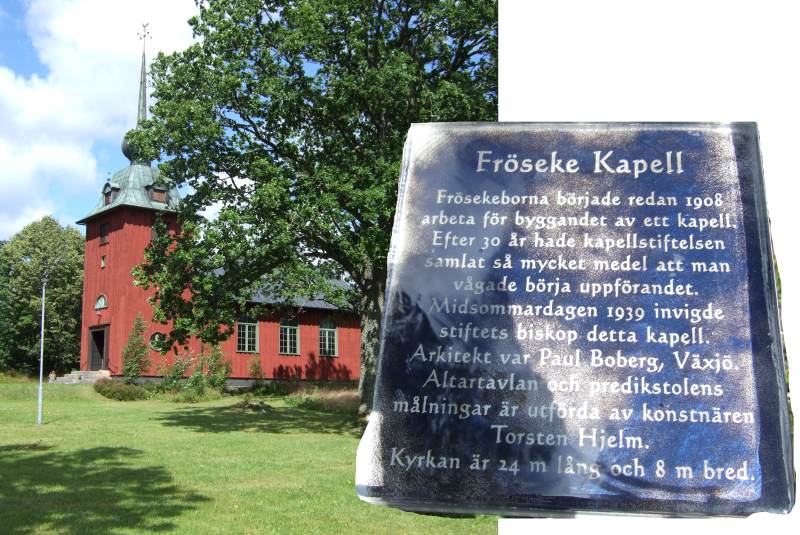 Fröseke Kapell
Frösekeborna började redan 1908
arbeta för byggandet av ett kapell.
Efter 30 år hade kapellstiftelsen
samlat så mycket medel att man
vågade börja uppförandet.
Midsommardagen 1939 invigde
stiftets biskop detta kapell.
Arkitekt var Paul Boberg, Växjö.
Altartavlan och predikstolens
målningar är utförda av konstnären
Torsten Hjelm.
Kyrkan är 24 m lång och 8 m bred.